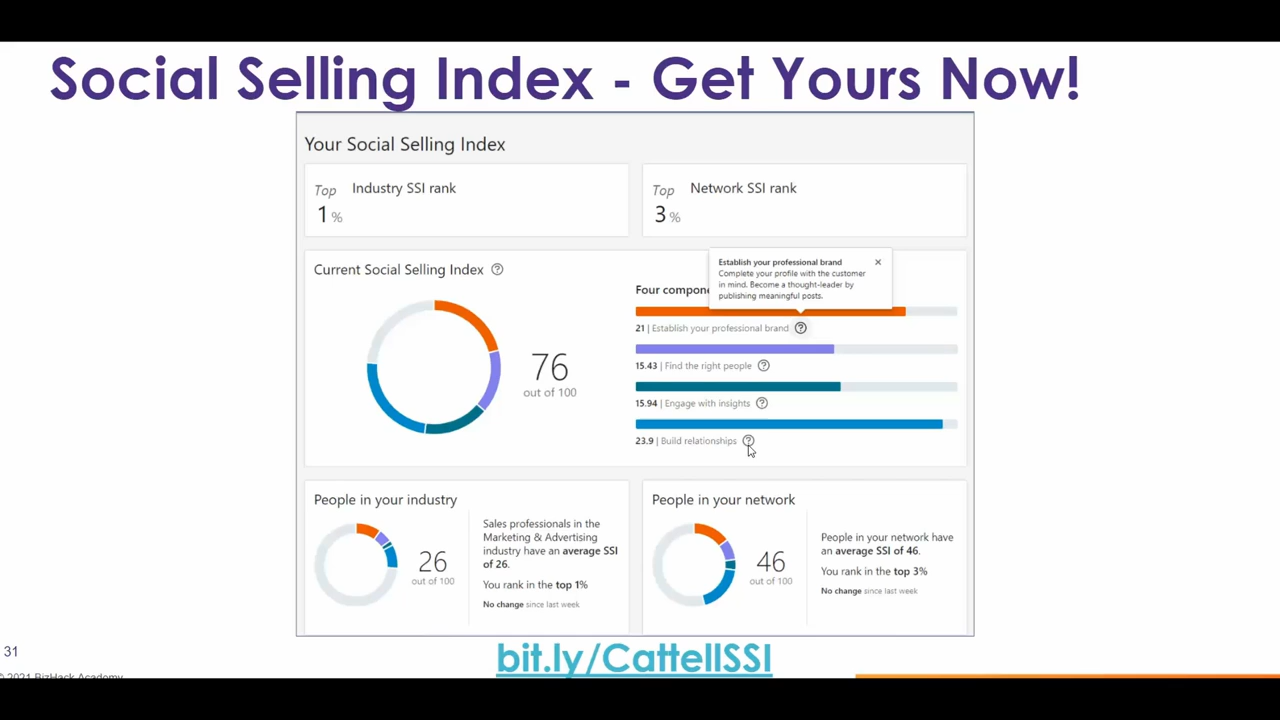 Social Selling Index - Get Yours Now!
Your Social Selling Index
Top 1 %
Industry SSI rank
Top 3 %
Network SSI rank
Current Social Selling Index ?
76
out of 100
Establish your professional brand ×
Complete your profile with the customer
in mind. Become a thought-leader by
publishing meaningful posts.
Four compon
21 | Establish your professional brand ?
15.43 | Find the right people ?
15.94 | Engage with insights ?
23.9 | Build relationships ?
People in your industry
26
out of 100
Sales professionals in the
Marketing & Advertising
industry have an average SSI
of 26.
You rank in the top 1%
No change since last week
People in your network
46
out of 100
People in your network have
an average SSI of 46.
You rank in the top 3%
No change since last week
bit.ly/CattellSSI
31
© 2021 BizHack Academy